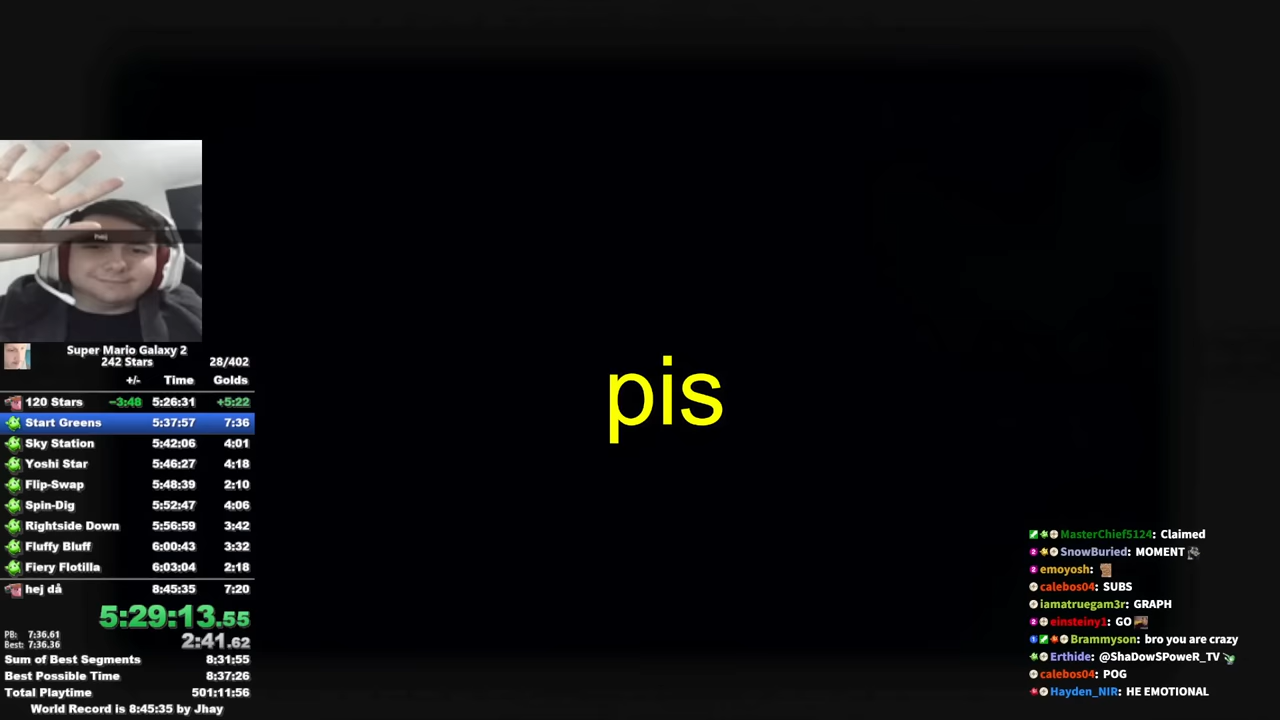 hej
Super Mario Galaxy 2
242 Stars 28/402
+/- Time Golds
120 Stars −3:48 5:26:31 +5:22
Start Greens 5:37:57 7:36
Sky Station 5:42:06 4:01
Yoshi Star 5:46:27 4:18
Flip-Swap 5:48:39 2:10
Spin-Dig 5:52:47 4:06
Rightside Down 5:56:59 3:42
Fluffy Bluff 6:00:43 3:32
Fiery Flotilla 6:03:04 2:18
hej då 8:45:35 7:20
5:29:13.55
PB: 7:36.61
Best: 7:36.36
2:41.62
Sum of Best Segments 8:31:55
Best Possible Time 8:37:26
Total Playtime 501:11:56
World Record is 8:45:35 by Jhay
pis
MasterChief5124: Claimed
SnowBuried: MOMENT
emoyosh:
calebos04: SUBS
iamatruegam3r: GRAPH
einsteiny1: GO
Brammyson: bro you are crazy
Erthide: @ShaDowSPoweR_TV
calebos04: POG
Hayden_NIR: HE EMOTIONAL